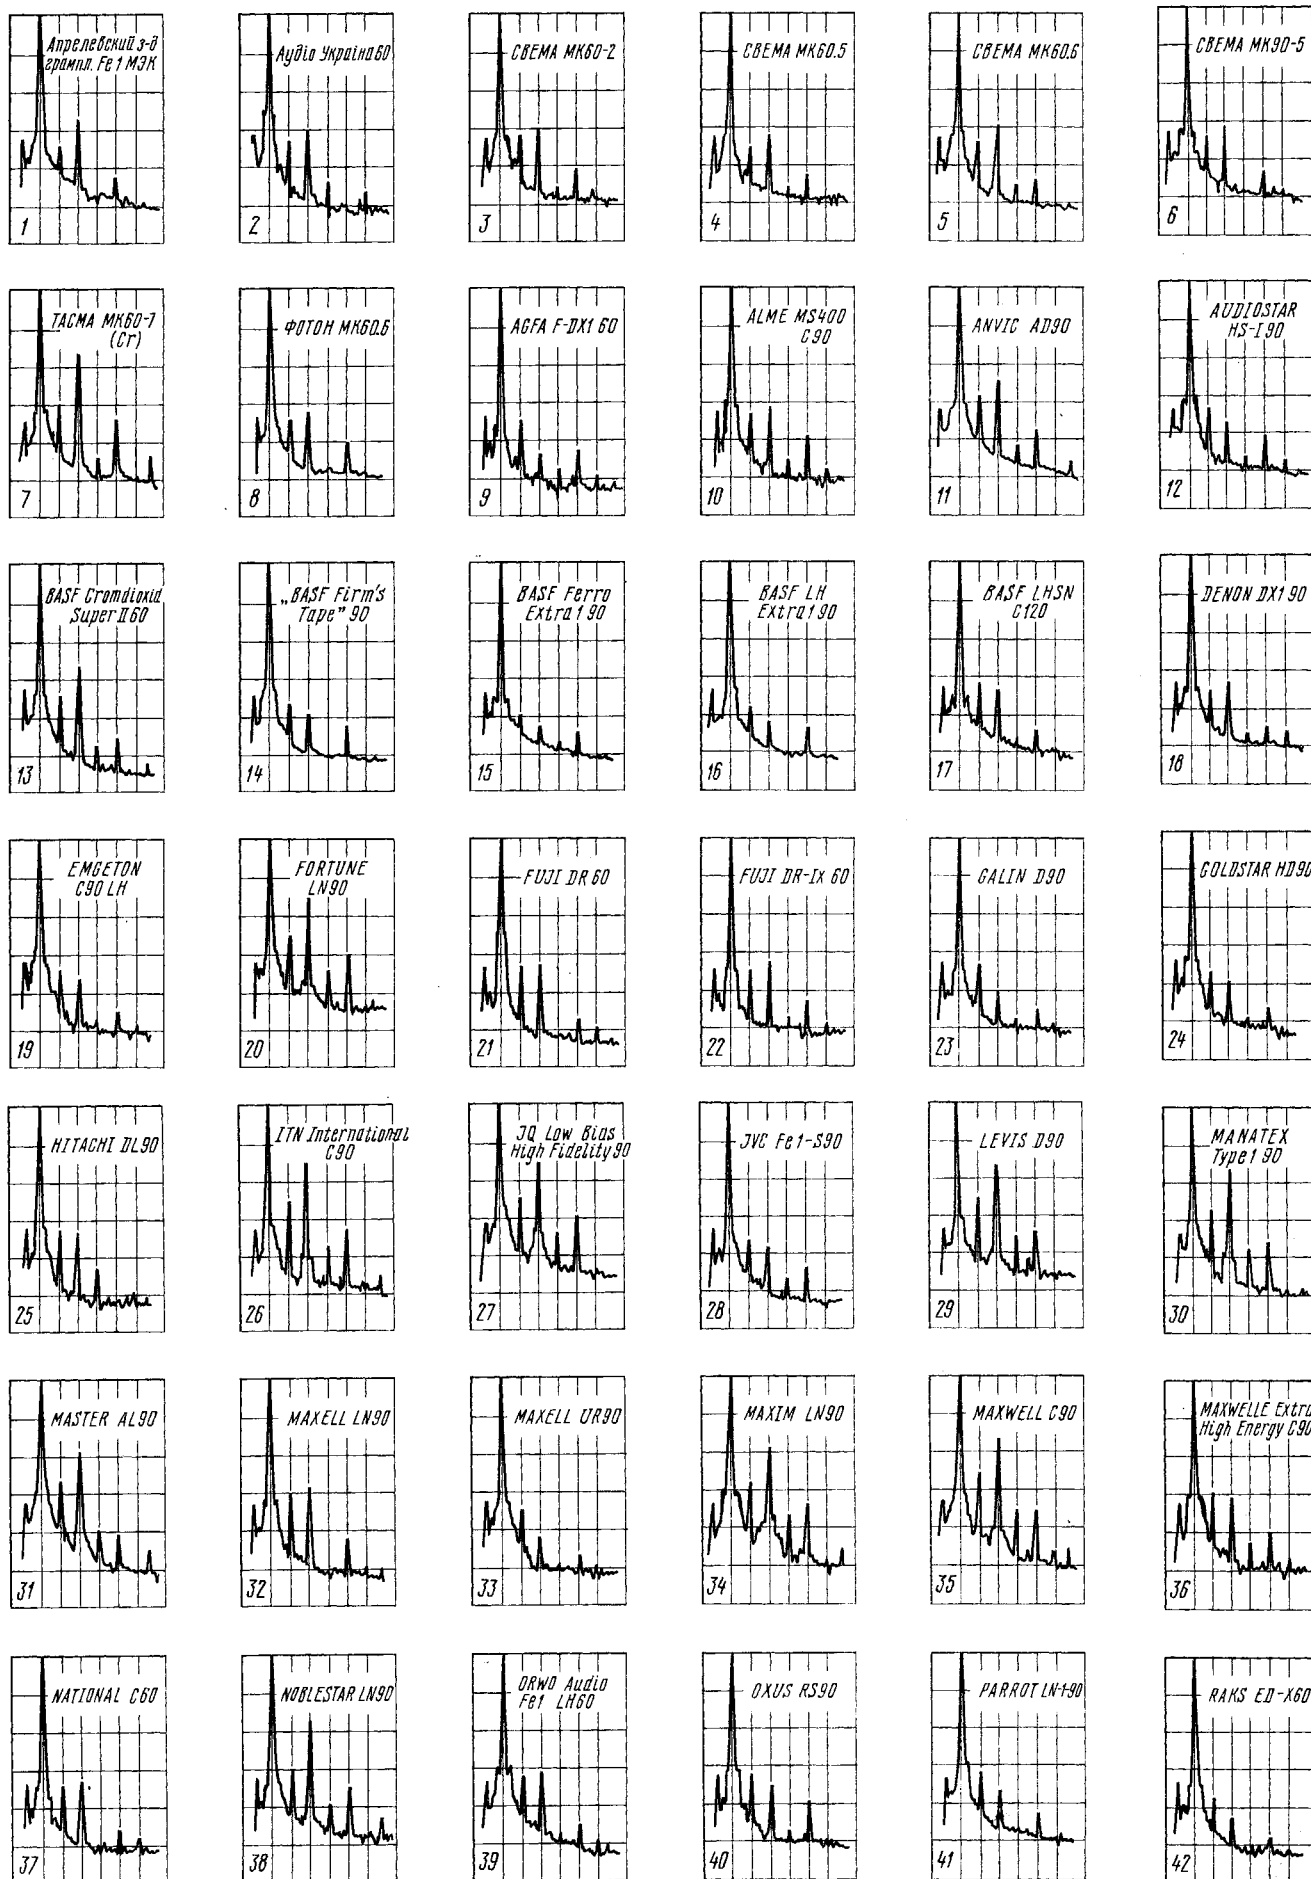 Апрелевский з-д
грампл. Fe 1 МЭК
1
Аудіо Україна 60
2
СВЕМА МК60-2
3
СВЕМА МК60.5
4
СВЕМА МК60.6
5
СВЕМА МК90-5
6
ТАСМА МК60-7
(Cr)
7
ФОТОН МК60.6
8
AGFA F-DX1 60
9
ALME MS400
C90
10
ANVIC AD90
11
AUDIOSTAR
HS-I 90
12
BASF Cromdioxid
Super II 60
13
„BASF Firm's
Tape” 90
14
BASF Ferro
Extra 1 90
15
BASF LH
Extra 1 90
16
BASF LHSN
C120
17
DENON DX1 90
18
EMGETON
C90 LH
19
FORTUNE
LN90
20
FUJI DR 60
21
FUJI DR-Ix 60
22
GALIN D90
23
GOLDSTAR HD90
24
HITACHI DL90
25
ITN International
C90
26
JQ Low Bias
High Fidelity 90
27
JVC Fe 1-S90
28
LEVIS D90
29
MANATEX
Type 1 90
30
MASTER AL90
31
MAXELL LN90
32
MAXELL UR90
33
MAXIM LN90
34
MAXWELL C90
35
MAXWELLE Extra
High Energy C90
36
NATIONAL C60
37
NOBLESTAR LN90
38
ORWO Audio
Fe1 LH60
39
OXUS RS90
40
PARROT LN-1-90
41
RAKS ED-X60
42